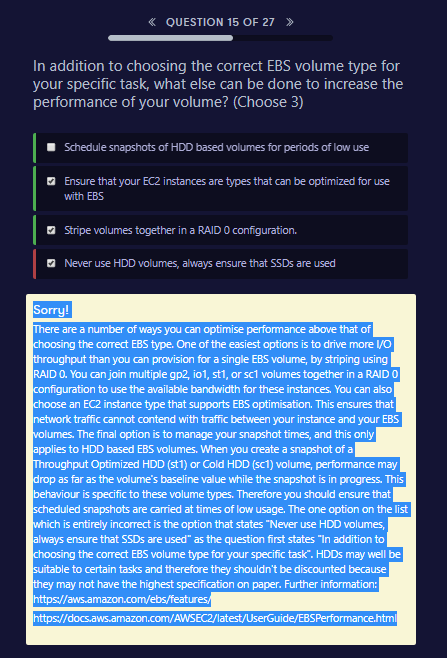 « QUESTION 15 OF 27 »
In addition to choosing the correct EBS volume type for
your specific task, what else can be done to increase the
performance of your volume? (Choose 3)
Schedule snapshots of HDD based volumes for periods of low use
Ensure that your EC2 instances are types that can be optimized for use
with EBS
Stripe volumes together in a RAID 0 configuration.
Never use HDD volumes, always ensure that SSDs are used
Sorry!
There are a number of ways you can optimise performance above that of
choosing the correct EBS type. One of the easiest options is to drive more I/O
throughput than you can provision for a single EBS volume, by striping using
RAID 0. You can join multiple gp2, io1, st1, or sc1 volumes together in a RAID 0
configuration to use the available bandwidth for these instances. You can also
choose an EC2 instance type that supports EBS optimisation. This ensures that
network traffic cannot contend with traffic between your instance and your EBS
volumes. The final option is to manage your snapshot times, and this only
applies to HDD based EBS volumes. When you create a snapshot of a
Throughput Optimized HDD (st1) or Cold HDD (sc1) volume, performance may
drop as far as the volume's baseline value while the snapshot is in progress. This
behaviour is specific to these volume types. Therefore you should ensure that
scheduled snapshots are carried at times of low usage. The one option on the list
which is entirely incorrect is the option that states "Never use HDD volumes,
always ensure that SSDs are used" as the question first states "In addition to
choosing the correct EBS volume type for your specific task". HDDs may well be
suitable to certain tasks and therefore they shouldn't be discounted because
they may not have the highest specification on paper. Further information:
https://aws.amazon.com/ebs/features/
https://docs.aws.amazon.com/AWSEC2/latest/UserGuide/EBSPerformance.html